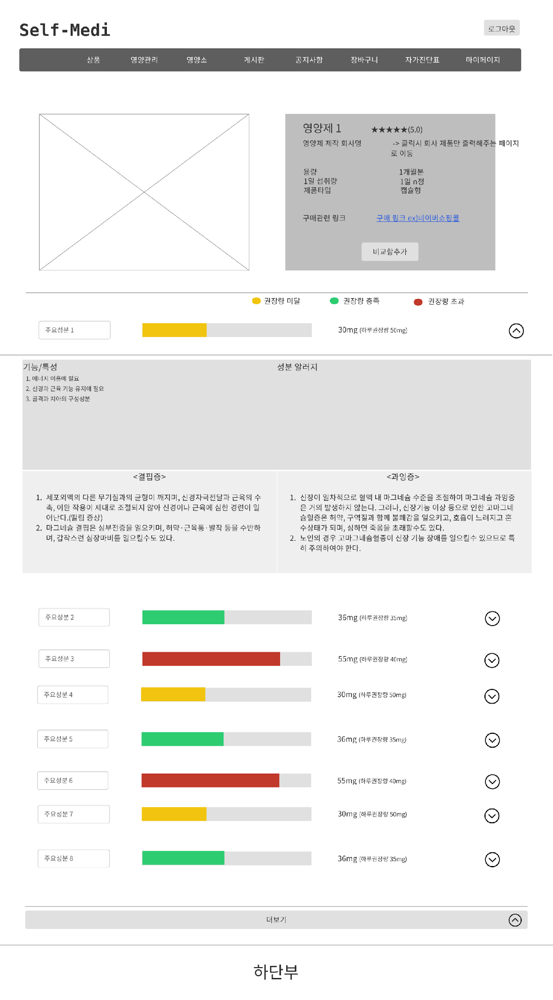 Self-Medi
로그아웃
상품 영양관리 영양소 게시판 공지사항 장바구니 자가진단표 마이페이지
영양제 1 ★★★★★(5.0)
영양제 제작 회사명 -> 클릭시 회사 제품만 출력해주는 페이지
로 이동
용량 1개월분
1일 섭취량 1일 n정
제품타입 캡슐형
구매관련 링크 구매 링크 ex)네이버쇼핑몰
비교함추가
권장량 미달 권장량 충족 권장량 초과
주요성분 1 30mg (하루권장량 50mg)
기능/특성 성분 알러지
1. 에너지 이용에 필요
2. 신경과 근육 기능 유지에 필요
3. 골격과 치아의 구성성분
<결핍증>
1. 세포외액의 다른 무기질과의 균형이 깨지며, 신경자극전달과 근육의 수
축, 이완 작용이 제대로 조절되지 않아 신경이나 근육에 심한 경련이 일
어난다.(떨림 증상)
2. 마그네슘 결핍은 심부전증을 일으키며, 허약·근육통·발작 등을 수반하
며, 갑작스런 심장마비를 일으킬수도 있다.
<과잉증>
1. 신장이 일차적으로 혈액 내 마그네슘 수준을 조절하여 마그네슘 과잉증
은 거의 발생하지 않는다. 그러나, 신장기능 이상 등으로 인한 고마그네
슘혈증은 허약, 구역질과 함께 불쾌감을 일으키고, 호흡이 느려지고 혼
수상태가 되며, 심하면 죽음을 초래할수도 있다.
2. 노인의 경우 고마그네슘혈증이 신장 기능 장애를 일으킬수 있으므로 특
히 주의하여야 한다.
주요성분 2 36mg (하루권장량 35mg)
주요성분 3 55mg (하루권장량 40mg)
주요성분 4 30mg (하루권장량 50mg)
주요성분 5 36mg (하루권장량 35mg)
주요성분 6 55mg (하루권장량 40mg)
주요성분 7 30mg (하루권장량 50mg)
주요성분 8 36mg (하루권장량 35mg)
더보기
하단부